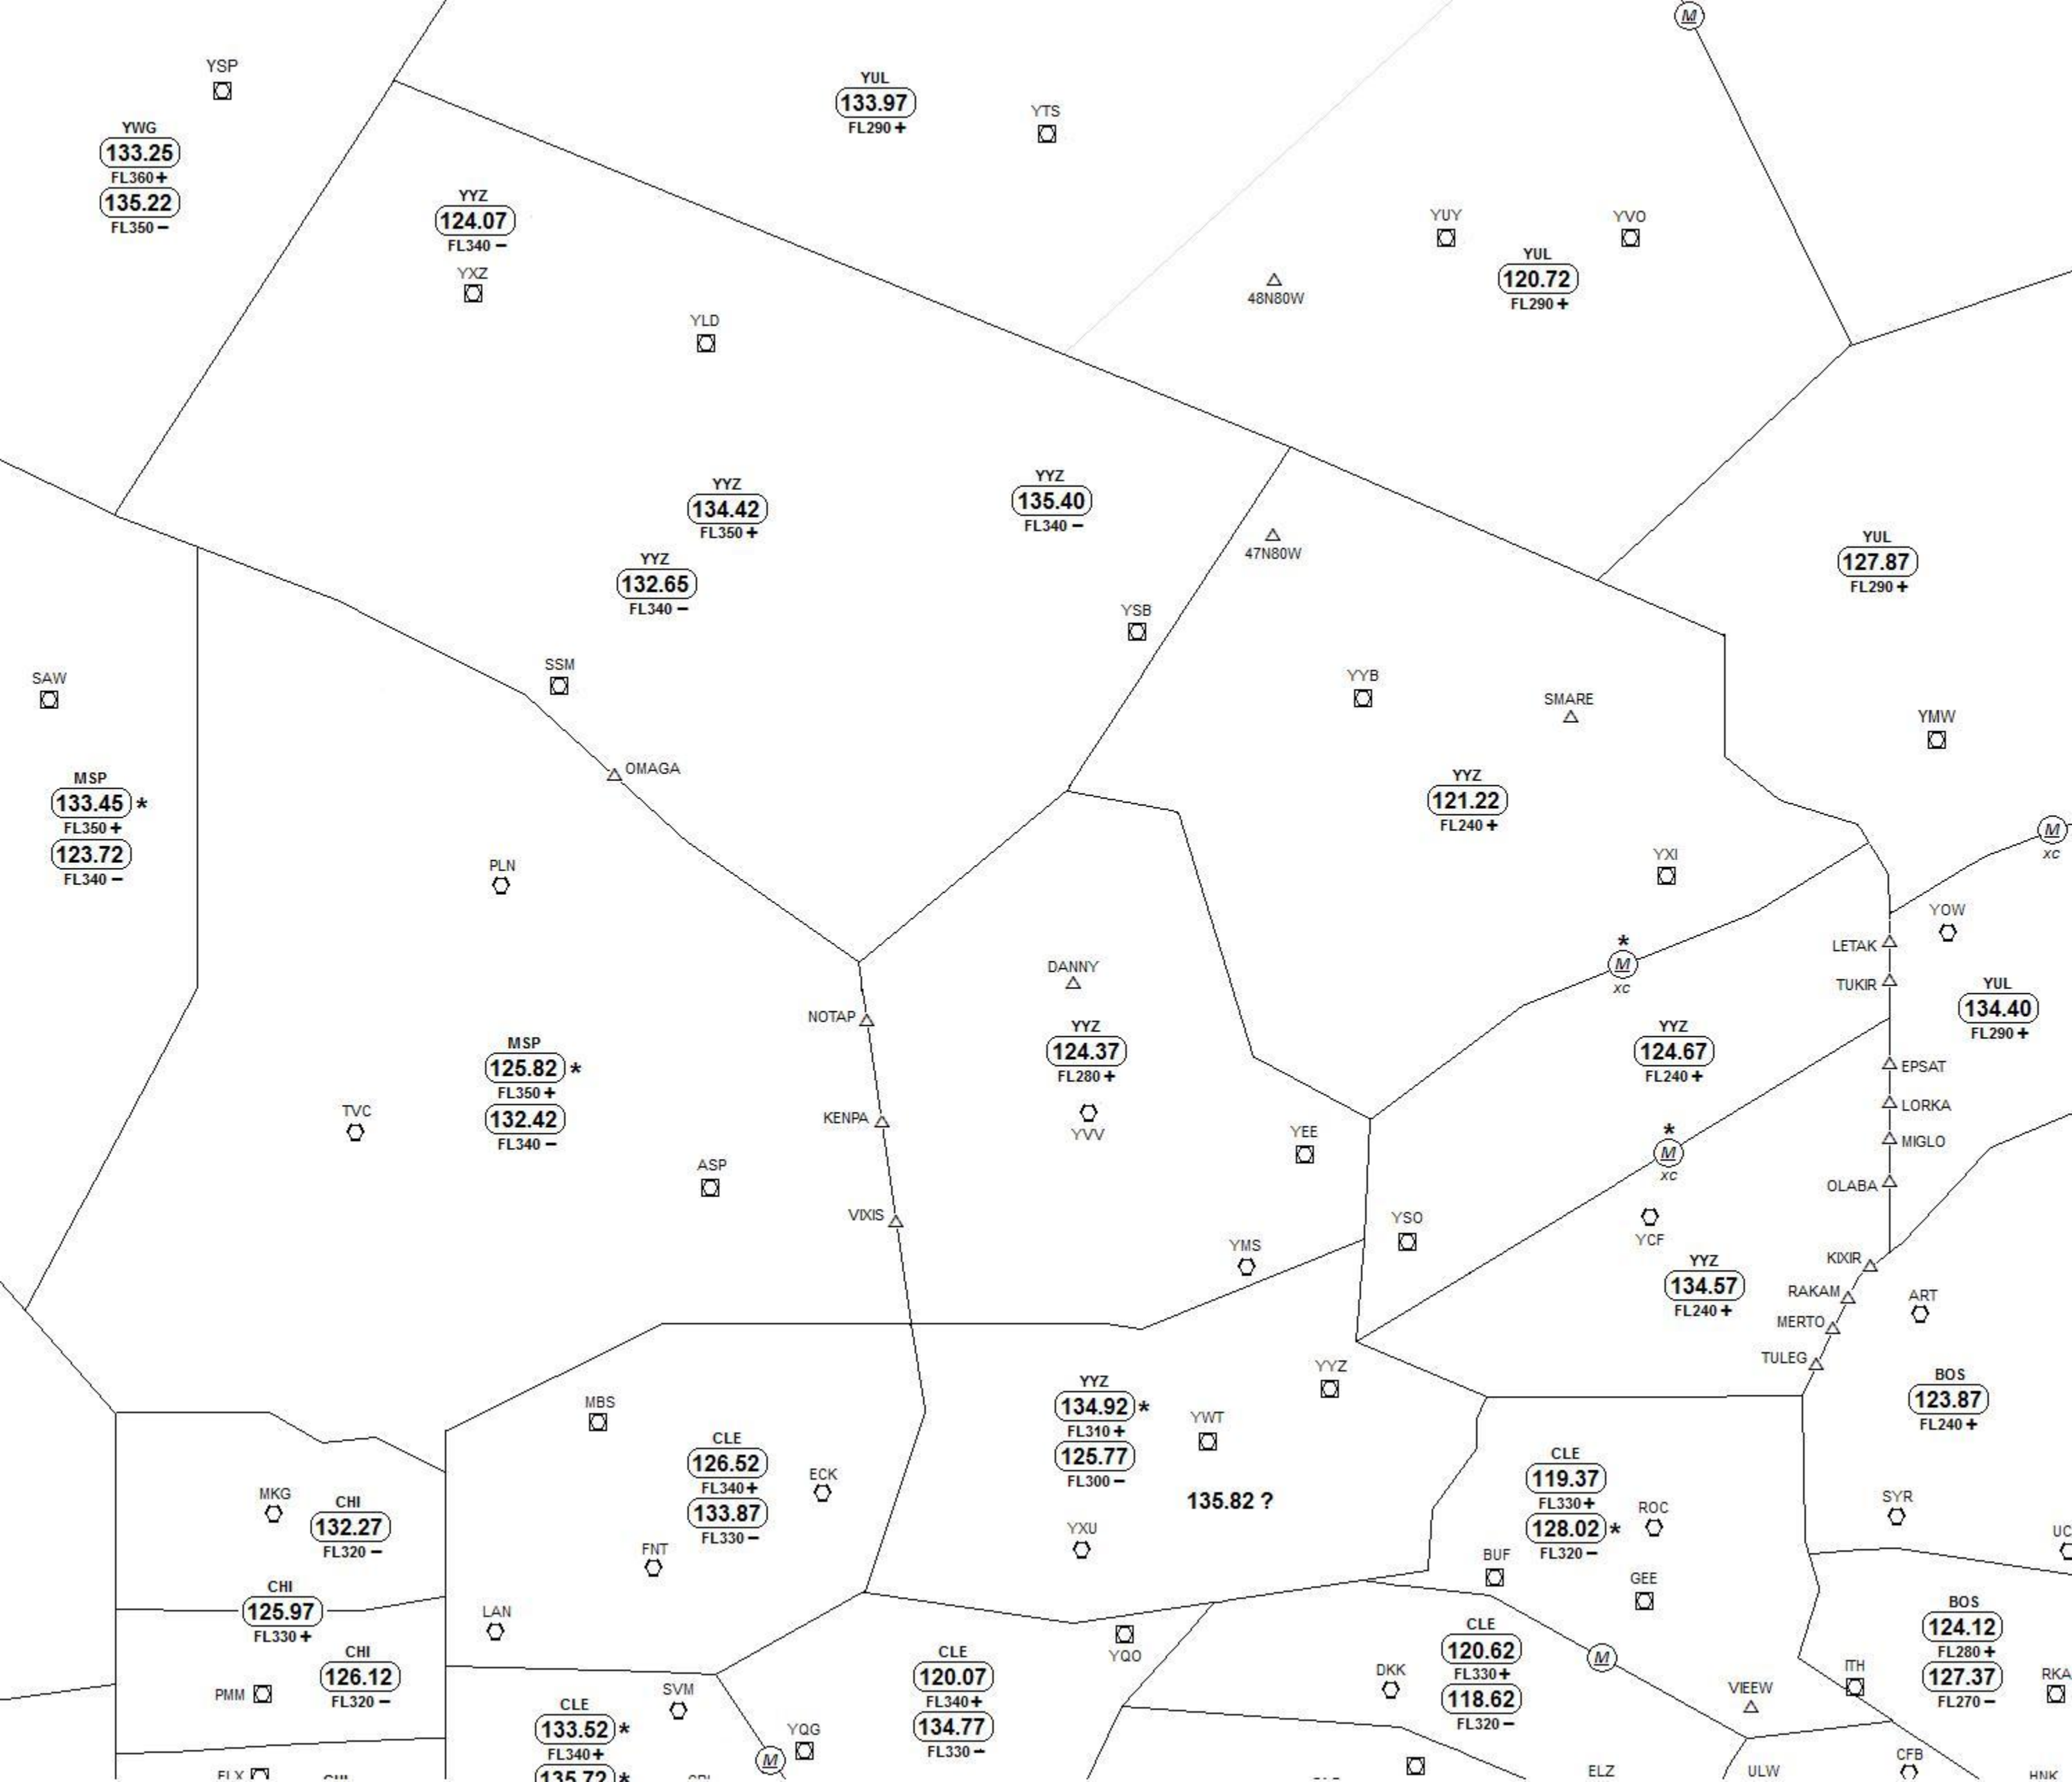 M
YSP
YUL
133.97
FL290+
YTS
YWG
133.25
FL360+
135.22
FL350-
YYZ
124.07
FL340-
YXZ
YUY
YVO
YUL
120.72
FL290+
48N80W
YLD
YYZ
134.42
FL350+
YYZ
135.40
FL340-
47N80W
YUL
127.87
FL290+
YYZ
132.65
FL340-
YSB
SSM
SAW
YYB
SMARE
YMW
OMAGA
MSP
133.45*
FL350+
123.72
FL340-
YYZ
121.22
FL240+
M
xc
YXI
PLN
YOW
LETAK
*
M
xc
DANNY
TUKIR
YUL
134.40
FL290+
NOTAP
YYZ
124.37
FL280+
YYZ
124.67
FL240+
MSP
125.82*
FL350+
132.42
FL340-
EPSAT
LORKA
TVC
KENPA
YVV
YEE
*
M
xc
MIGLO
ASP
OLABA
VIXIS
YSO
YCF
YMS
YYZ
134.57
FL240+
KIXIR
RAKAM
ART
MERTO
TULEG
YYZ
BOS
123.87
FL240+
YYZ
134.92*
FL310+
125.77
FL300-
MBS
YWT
CLE
126.52
FL340+
133.87
FL330-
ECK
CLE
119.37
FL330+
128.02*
FL320-
ROC
MKG
CHI
132.27
FL320-
135.82 ?
SYR
YXU
UC
FNT
BUF
GEE
CHI
125.97
FL330+
LAN
BOS
124.12
FL280+
127.37
FL270-
CLE
120.62
FL330+
118.62
FL320-
CHI
126.12
FL320-
YQO
CLE
120.07
FL340+
134.77
FL330-
M
DKK
ITH
RKA
PMM
SVM
VIEEW
CLE
133.52*
FL340+
135.72*
YQG
M
CFB
ELZ
ULW
HNK
CHI